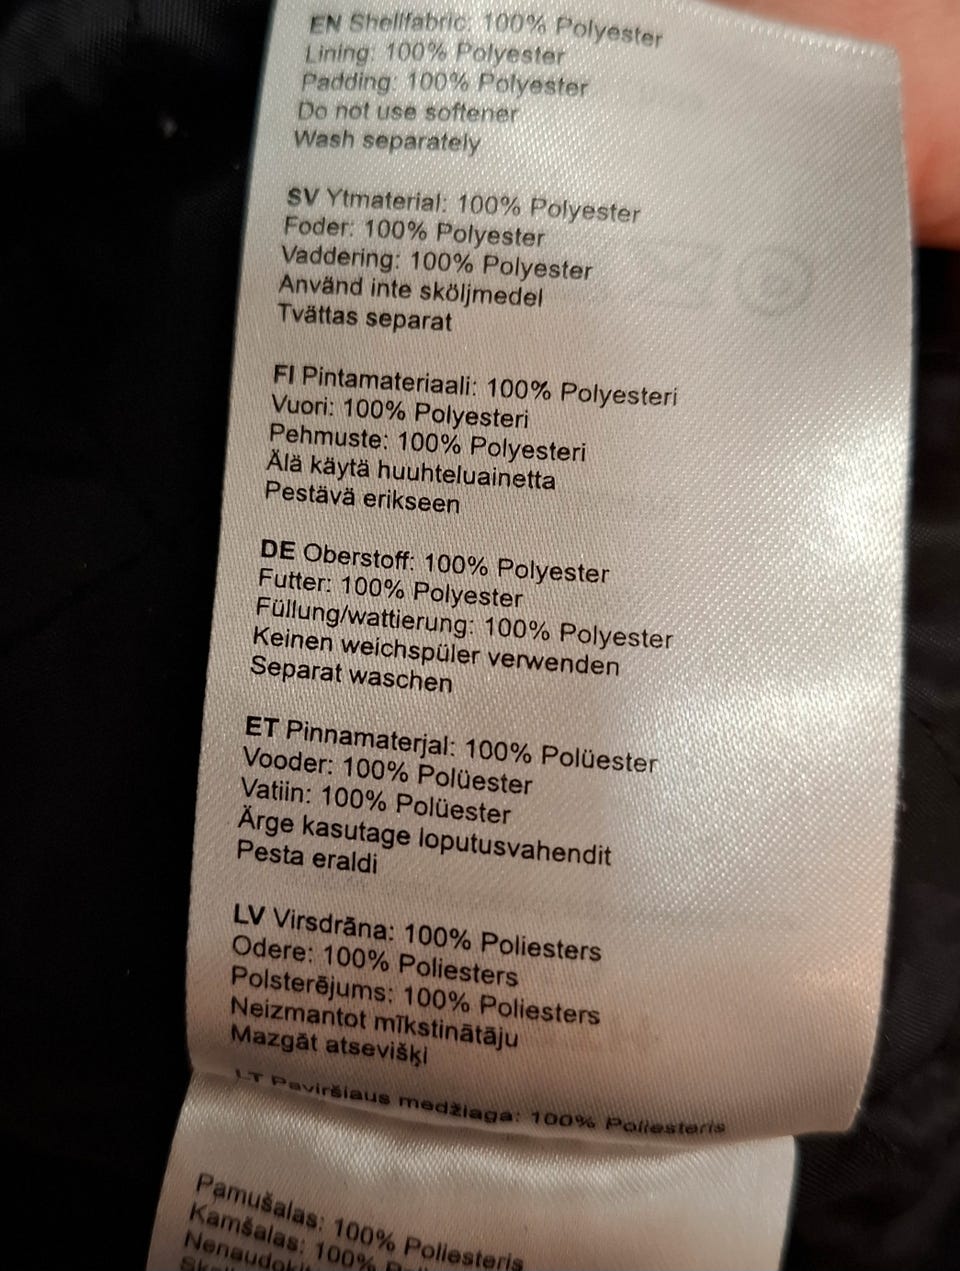 EN Shellfabric: 100% Polyester
Lining: 100% Polyester
Padding: 100% Polyester
Do not use softener
Wash separately
SV Ytmaterial: 100% Polyester
Foder: 100% Polyester
Vaddering: 100% Polyester
Använd inte sköljmedel
Tvättas separat
FI Pintamateriaali: 100% Polyesteri
Vuori: 100% Polyesteri
Pehmuste: 100% Polyesteri
Älä käytä huuhteluainetta
Pestävä erikseen
DE Oberstoff: 100% Polyester
Futter: 100% Polyester
Füllung/wattierung: 100% Polyester
Keinen weichspüler verwenden
Separat waschen
ET Pinnamaterjal: 100% Polüester
Vooder: 100% Polüester
Vatiin: 100% Polüester
Ärge kasutage loputusvahendit
Pesta eraldi
LV Virsdrāna: 100% Poliesters
Odere: 100% Poliesters
Polsterējums: 100% Poliesters
Neizmantot mīkstinātāju
Mazgāt atsevišķi
LT Paviršiaus medžiaga: 100% Poliesteris
Pamušalas: 100% Poliesteris
Kamšalas: 100%